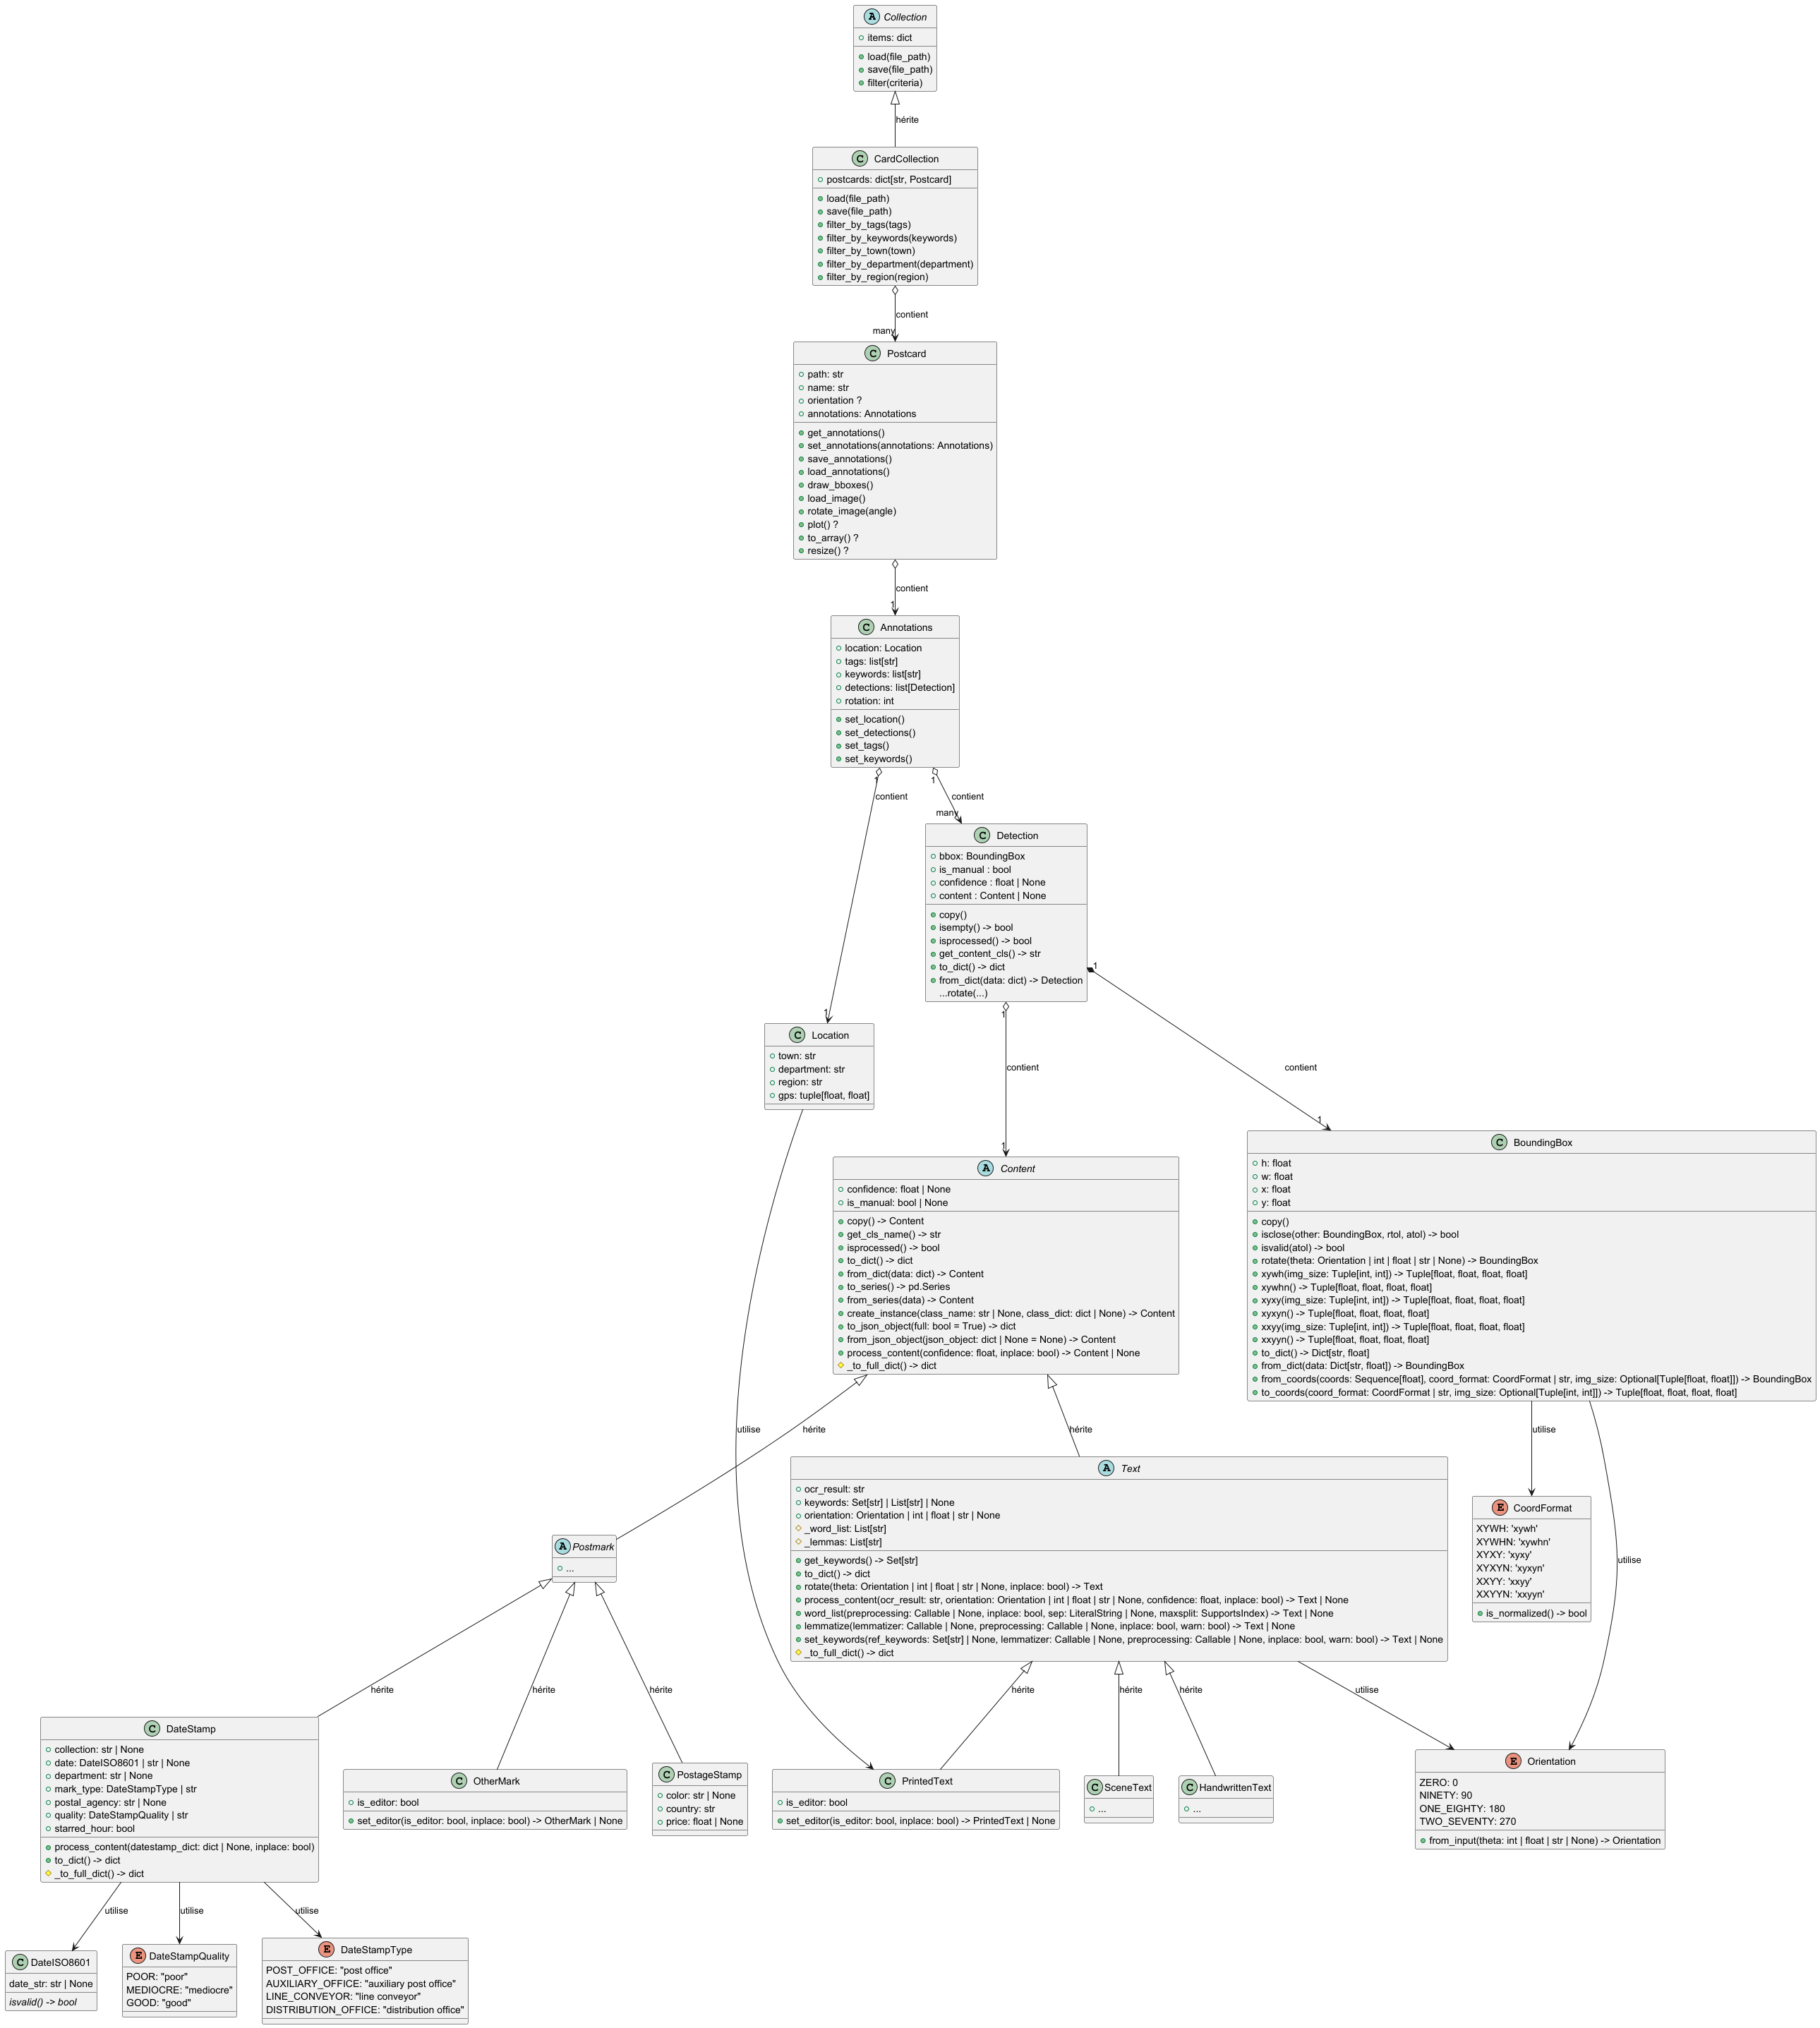 A Collection
items: dict
load(file_path)
save(file_path)
filter(criteria)
hérite
C CardCollection
postcards: dict[str, Postcard]
load(file_path)
save(file_path)
filter_by_tags(tags)
filter_by_keywords(keywords)
filter_by_town(town)
filter_by_department(department)
filter_by_region(region)
contient
many
C Postcard
path: str
name: str
orientation ?
annotations: Annotations
get_annotations()
set_annotations(annotations: Annotations)
save_annotations()
load_annotations()
draw_bboxes()
load_image()
rotate_image(angle)
plot() ?
to_array() ?
resize() ?
contient
1
C Annotations
location: Location
tags: list[str]
keywords: list[str]
detections: list[Detection]
rotation: int
set_location()
set_detections()
set_tags()
set_keywords()
1
1
contient
contient
many
C Detection
bbox: BoundingBox
is_manual : bool
confidence : float | None
content : Content | None
copy()
isempty() -> bool
isprocessed() -> bool
get_content_cls() -> str
to_dict() -> dict
from_dict(data: dict) -> Detection
...rotate(...)
1
1
1
C Location
town: str
department: str
region: str
gps: tuple[float, float]
contient
contient
1
1
C Content
A Content
confidence: float | None
is_manual: bool | None
copy() -> Content
get_cls_name() -> str
isprocessed() -> bool
to_dict() -> dict
from_dict(data: dict) -> Content
to_series() -> pd.Series
from_series(data) -> Content
create_instance(class_name: str | None, class_dict: dict | None) -> Content
to_json_object(full: bool = True) -> dict
from_json_object(json_object: dict | None = None) -> Content
process_content(confidence: float, inplace: bool) -> Content | None
_to_full_dict() -> dict
C BoundingBox
h: float
w: float
x: float
y: float
copy()
isclose(other: BoundingBox, rtol, atol) -> bool
isvalid(atol) -> bool
rotate(theta: Orientation | int | float | str | None) -> BoundingBox
xywh(img_size: Tuple[int, int]) -> Tuple[float, float, float, float]
xywhn() -> Tuple[float, float, float, float]
xyxy(img_size: Tuple[int, int]) -> Tuple[float, float, float, float]
xyxyn() -> Tuple[float, float, float, float]
xxyy(img_size: Tuple[int, int]) -> Tuple[float, float, float, float]
xxyyn() -> Tuple[float, float, float, float]
to_dict() -> Dict[str, float]
from_dict(data: Dict[str, float]) -> BoundingBox
from_coords(coords: Sequence[float], coord_format: CoordFormat | str, img_size: Optional[Tuple[float, float]]) -> BoundingBox
to_coords(coord_format: CoordFormat | str, img_size: Optional[Tuple[int, int]]) -> Tuple[float, float, float, float]
utilise
hérite
hérite
utilise
utilise
A Postmark
...
A Text
ocr_result: str
keywords: Set[str] | List[str] | None
orientation: Orientation | int | float | str | None
_word_list: List[str]
_lemmas: List[str]
get_keywords() -> Set[str]
to_dict() -> dict
rotate(theta: Orientation | int | float | str | None, inplace: bool) -> Text
process_content(ocr_result: str, orientation: Orientation | int | float | str | None, confidence: float, inplace: bool) -> Text | None
word_list(preprocessing: Callable | None, inplace: bool, sep: LiteralString | None, maxsplit: SupportsIndex) -> Text | None
lemmatize(lemmatizer: Callable | None, preprocessing: Callable | None, inplace: bool, warn: bool) -> Text | None
set_keywords(ref_keywords: Set[str] | None, lemmatizer: Callable | None, preprocessing: Callable | None, inplace: bool, warn: bool) -> Text | None
_to_full_dict() -> dict
E CoordFormat
XYWH: 'xywh'
XYWHN: 'xywhn'
XYXY: 'xyxy'
XYXYN: 'xyxyn'
XXYY: 'xxyy'
XXYYN: 'xxyyn'
is_normalized() -> bool
hérite
hérite
hérite
hérite
hérite
hérite
utilise
C DateStamp
collection: str | None
date: DateISO8601 | str | None
department: str | None
mark_type: DateStampType | str
postal_agency: str | None
quality: DateStampQuality | str
starred_hour: bool
process_content(datestamp_dict: dict | None, inplace: bool)
to_dict() -> dict
_to_full_dict() -> dict
C OtherMark
is_editor: bool
set_editor(is_editor: bool, inplace: bool) -> OtherMark | None
C PostageStamp
color: str | None
country: str
price: float | None
C PrintedText
is_editor: bool
set_editor(is_editor: bool, inplace: bool) -> PrintedText | None
C SceneText
...
C HandwrittenText
...
E Orientation
ZERO: 0
NINETY: 90
ONE_EIGHTY: 180
TWO_SEVENTY: 270
from_input(theta: int | float | str | None) -> Orientation
utilise
utilise
utilise
C DateISO8601
date_str: str | None
isvalid() -> bool
E DateStampQuality
POOR: "poor"
MEDIOCRE: "mediocre"
GOOD: "good"
E DateStampType
POST_OFFICE: "post office"
AUXILIARY_OFFICE: "auxiliary post office"
LINE_CONVEYOR: "line conveyor"
DISTRIBUTION_OFFICE: "distribution office"